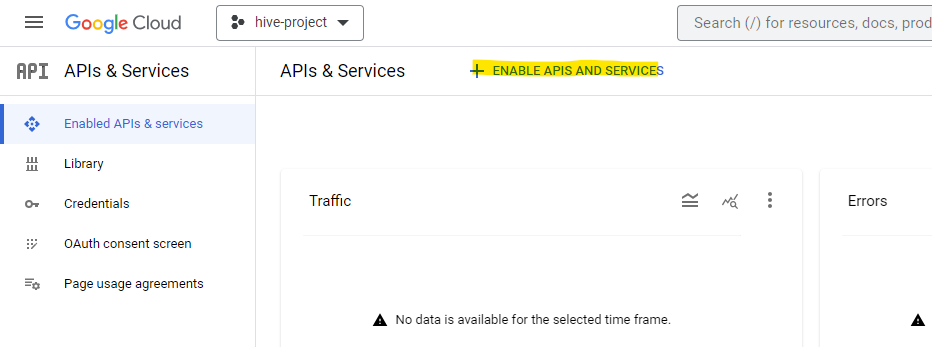 Google Cloud
hive-project
Search (/) for resources, docs, prod
API
APIs & Services
APIs & Services
+ ENABLE APIS AND SERVICES
Enabled APIs & services
Library
Credentials
OAuth consent screen
Page usage agreements
Traffic
Errors
No data is available for the selected time frame.